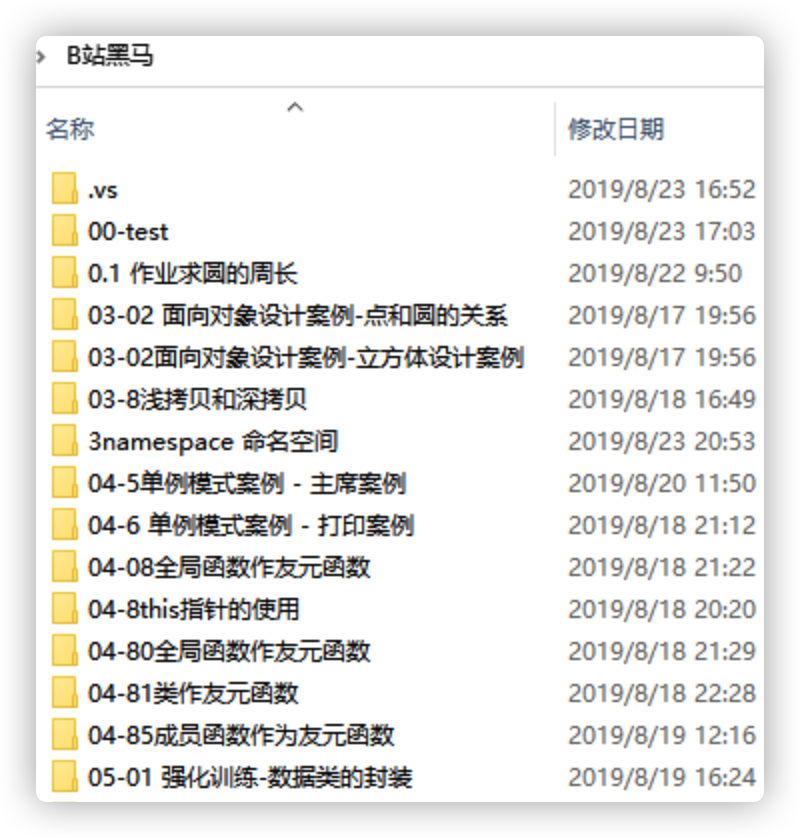 B站黑马
名称 修改日期
.vs 2019/8/23 16:52
00-test 2019/8/23 17:03
0.1 作业求圆的周长 2019/8/22 9:50
03-02 面向对象设计案例-点和圆的关系 2019/8/17 19:56
03-02面向对象设计案例-立方体设计案例 2019/8/17 19:56
03-8浅拷贝和深拷贝 2019/8/18 16:49
3namespace 命名空间 2019/8/23 20:53
04-5单例模式案例 - 主席案例 2019/8/20 11:50
04-6 单例模式案例 - 打印案例 2019/8/18 21:12
04-08全局函数作友元函数 2019/8/18 21:22
04-8this指针的使用 2019/8/18 20:20
04-80全局函数作友元函数 2019/8/18 21:29
04-81类作友元函数 2019/8/18 22:28
04-85成员函数作为友元函数 2019/8/19 12:16
05-01 强化训练-数据类的封装 2019/8/19 16:24